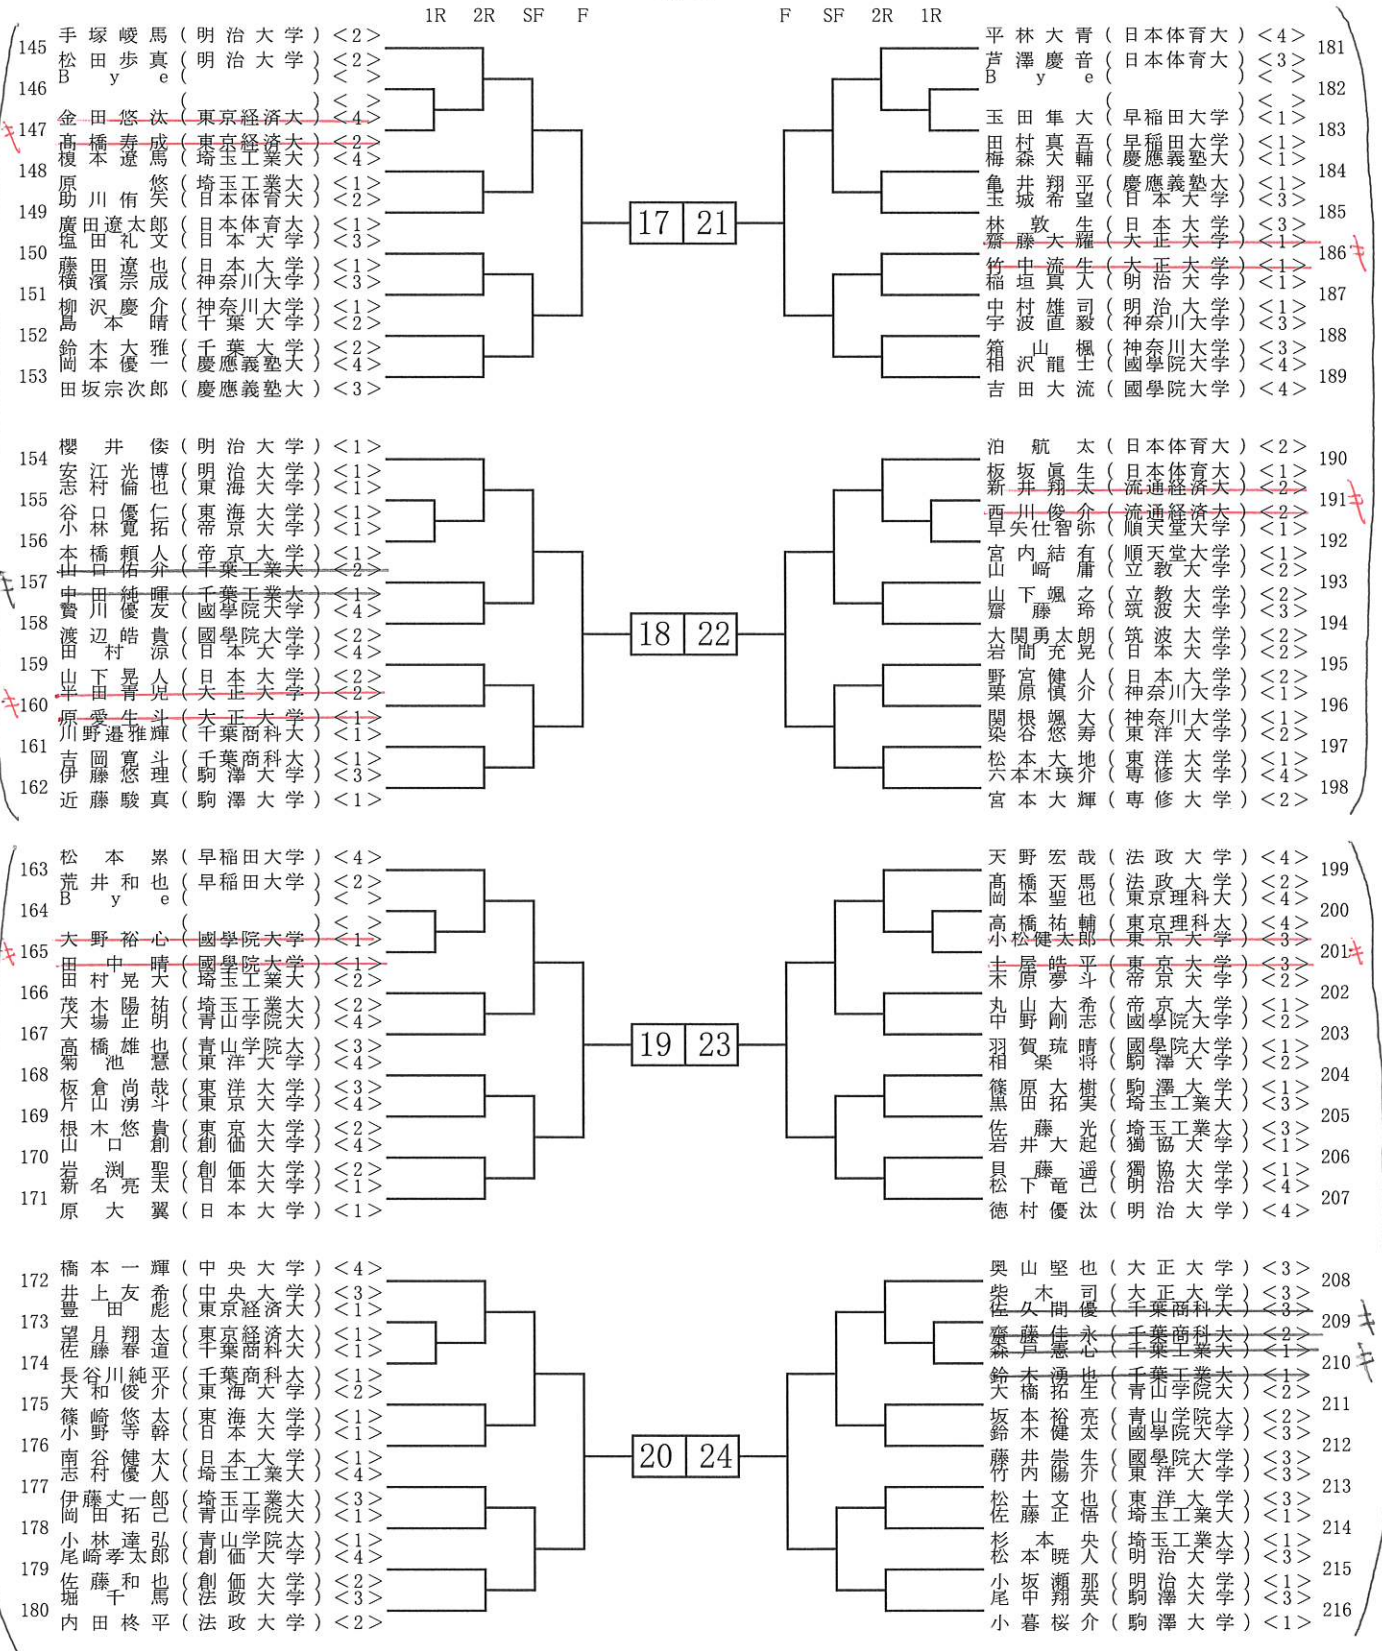 1R 2R SF F
F SF 2R 1R
145
手塚崚馬(明治大学)<2>
松田歩真(明治大学)<2>
146
Bye( )< >
( )< >
147
金田悠汰(東京経済大)<4>
髙橋寿成(東京経済大)<2>
148
榎本遼馬(埼玉工業大)<4>
原悠(埼玉工業大)<1>
149
助川侑矢(日本体育大)<2>
廣田遼太郎(日本体育大)<1>
150
塩田礼文(日本大学)<3>
藤田遼也(日本大学)<1>
151
横濱宗成(神奈川大学)<3>
柳沢慶介(神奈川大学)<1>
152
島本晴(千葉大学)<2>
鈴木大雅(千葉大学)<2>
153
岡本優一(慶應義塾大)<4>
田坂宗次郎(慶應義塾大)<3>
17 21
181
平林大青(日本体育大)<4>
芦澤慶音(日本体育大)<3>
182
Bye( )< >
( )< >
183
玉田隼大(早稲田大学)<1>
田村真吾(早稲田大学)<1>
184
梅森大輔(慶應義塾大)<1>
亀井翔平(慶應義塾大)<1>
185
玉城希望(日本大学)<3>
林敦生(日本大学)<3>
186
齋藤大耀(大正大学)<1>
竹中流生(大正大学)<1>
187
稲垣真人(明治大学)<1>
中村雄司(明治大学)<1>
188
宇波直毅(神奈川大学)<3>
箱山楓(神奈川大学)<3>
189
相沢龍士(國學院大学)<4>
吉田大流(國學院大学)<4>
154
櫻井倭(明治大学)<1>
安江光博(明治大学)<1>
155
志村倫也(東海大学)<1>
谷口優仁(東海大学)<1>
156
小林寛拓(帝京大学)<1>
本橋頼人(帝京大学)<1>
157
山口佑介(千葉工業大)<2>
中田純暉(千葉工業大)<1>
158
贄川優友(國學院大学)<4>
渡辺皓貴(國學院大学)<2>
159
田村涼(日本大学)<4>
山下晃人(日本大学)<2>
160
半田青児(大正大学)<2>
原愛生斗(大正大学)<1>
161
川野邉雅輝(千葉商科大)<1>
吉岡寛斗(千葉商科大)<1>
162
伊藤悠理(駒澤大学)<3>
近藤駿真(駒澤大学)<1>
18 22
190
泊航太(日本体育大)<2>
板坂眞生(日本体育大)<1>
191
新井翔太(流通経済大)<2>
西川俊介(流通経済大)<2>
192
早矢仕智弥(順天堂大学)<1>
宮内結有(順天堂大学)<1>
193
山﨑庸(立教大学)<2>
山下颯之(立教大学)<2>
194
齋藤玲(筑波大学)<3>
大関勇太朗(筑波大学)<2>
195
岩間充晃(日本大学)<2>
野宮健人(日本大学)<2>
196
栗原慎介(神奈川大学)<1>
関根颯大(神奈川大学)<1>
197
染谷悠寿(東洋大学)<2>
松本大地(東洋大学)<1>
198
六本木瑛介(専修大学)<4>
宮本大輝(専修大学)<2>
163
松本累(早稲田大学)<4>
荒井和也(早稲田大学)<2>
164
Bye( )< >
( )< >
165
大野裕心(國學院大学)<1>
田中晴(國學院大学)<1>
166
田村晃大(埼玉工業大)<2>
茂木陽祐(埼玉工業大)<2>
167
大場正明(青山学院大)<4>
高橋雄也(青山学院大)<3>
168
菊池慧(東洋大学)<4>
板倉尚哉(東洋大学)<3>
169
片山湧斗(東京大学)<4>
根木悠貴(東京大学)<2>
170
山口創(創価大学)<4>
岩渕聖(創価大学)<2>
171
新名亮太(日本大学)<1>
原大翼(日本大学)<1>
19 23
199
天野宏哉(法政大学)<4>
髙橋天馬(法政大学)<2>
200
岡本聖也(東京理科大)<4>
高橋祐輔(東京理科大)<4>
201
小松健太郎(東京大学)<3>
土屋皓平(東京大学)<3>
202
木原夢斗(帝京大学)<2>
丸山大希(帝京大学)<1>
203
中野剛志(國學院大学)<2>
羽賀琉晴(國學院大学)<1>
204
相楽将(駒澤大学)<2>
篠原大樹(駒澤大学)<1>
205
黒田拓実(埼玉工業大)<3>
佐藤光(埼玉工業大)<3>
206
岩井大起(獨協大学)<1>
貝藤遥(獨協大学)<1>
207
松下竜己(明治大学)<4>
徳村優汰(明治大学)<4>
172
橋本一輝(中央大学)<4>
井上友希(中央大学)<3>
173
豊田彪(東京経済大)<1>
望月翔太(東京経済大)<1>
174
佐藤春道(千葉商科大)<1>
長谷川純平(千葉商科大)<1>
175
大和俊介(東海大学)<2>
篠崎悠太(東海大学)<1>
176
小野寺幹(日本大学)<1>
南谷健太(日本大学)<1>
177
志村優人(埼玉工業大)<4>
伊藤丈一郎(埼玉工業大)<3>
178
岡田拓己(青山学院大)<1>
小林達弘(青山学院大)<1>
179
尾崎孝太郎(創価大学)<4>
佐藤和也(創価大学)<2>
180
堀千馬(法政大学)<3>
内田柊平(法政大学)<2>
20 24
208
奥山堅也(大正大学)<3>
柴木司(大正大学)<3>
209
佐久間優(千葉商科大)<3>
齋藤佳永(千葉商科大)<2>
210
森戸憲心(千葉工業大)<1>
鈴木湧也(千葉工業大)<1>
211
大橋拓生(青山学院大)<2>
坂本裕亮(青山学院大)<2>
212
鈴木健太(國學院大学)<3>
藤井崇生(國學院大学)<3>
213
竹内陽介(東洋大学)<3>
松土文也(東洋大学)<3>
214
佐藤正悟(埼玉工業大)<1>
杉本央(埼玉工業大)<1>
215
松本暁人(明治大学)<3>
小坂瀬那(明治大学)<1>
216
尾中翔英(駒澤大学)<3>
小暮桜介(駒澤大学)<1>